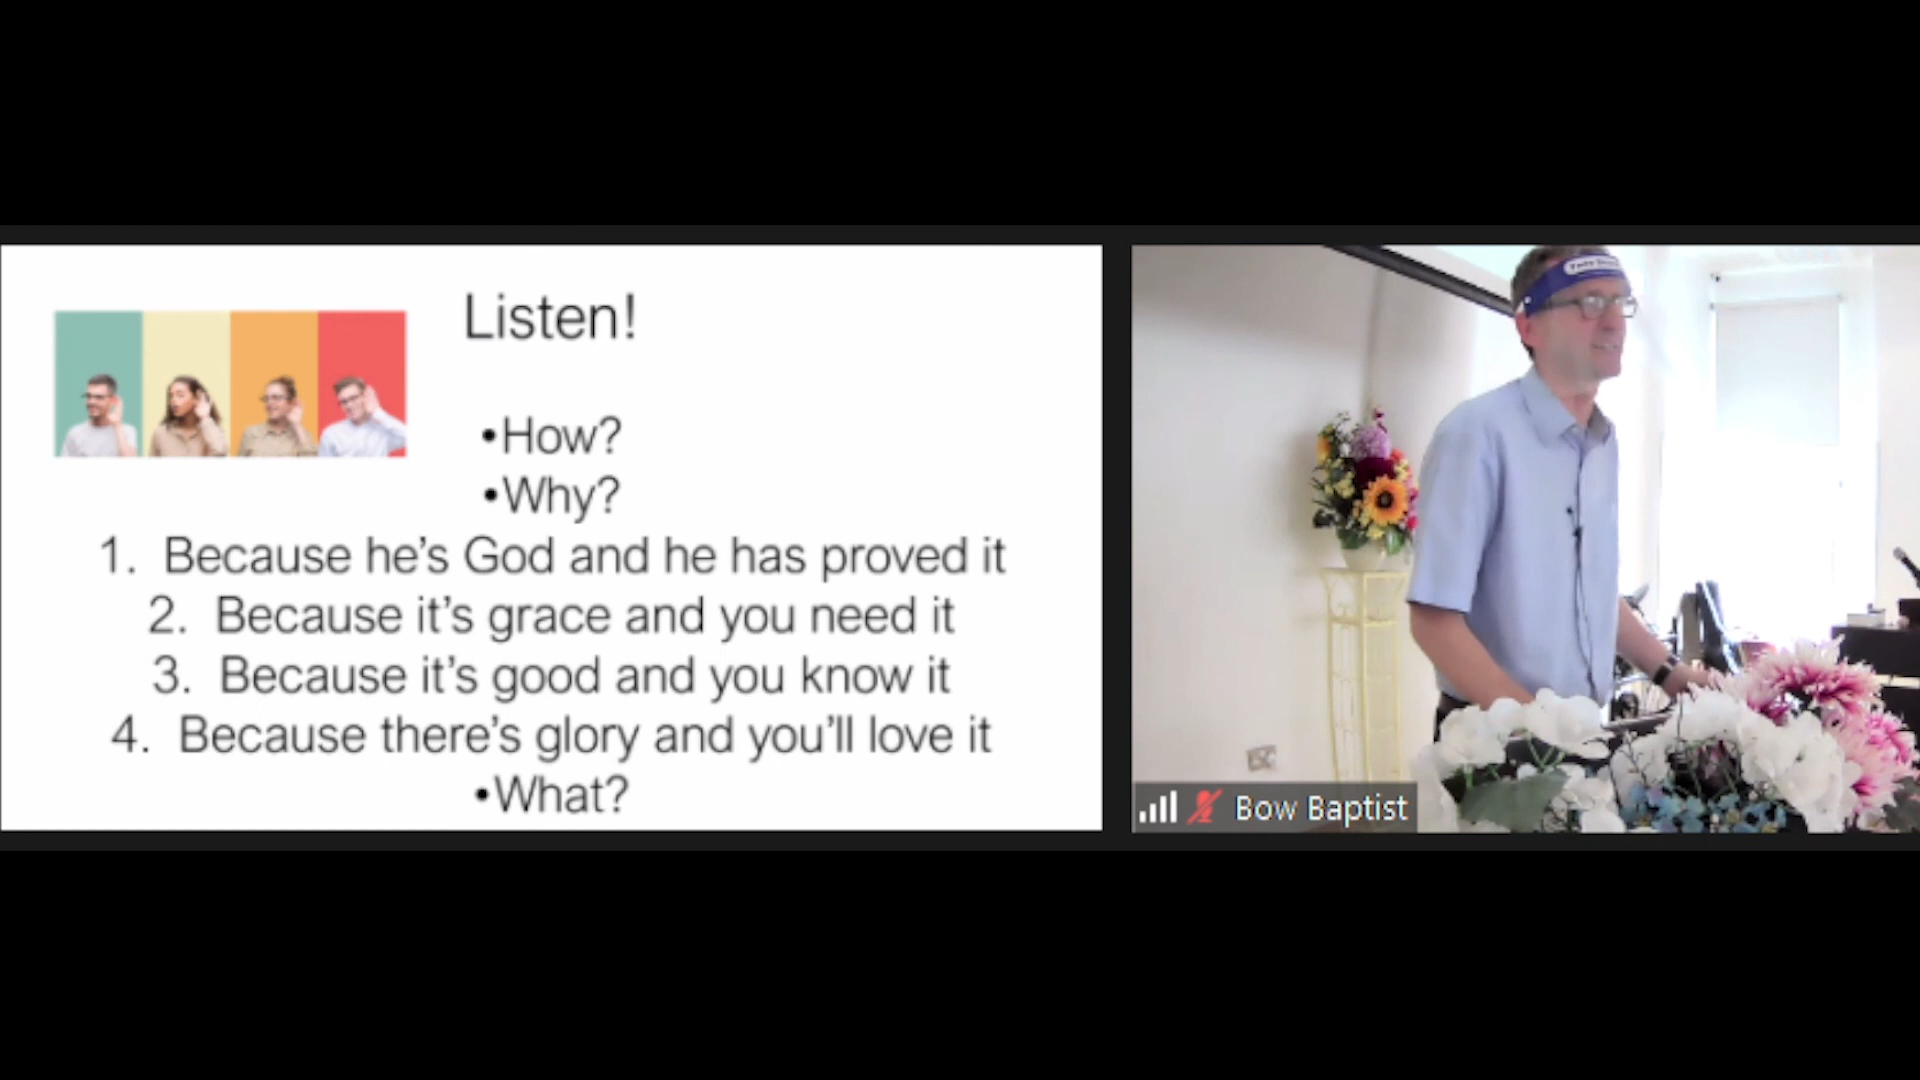 Listen!
•How?
•Why?
1. Because he's God and he has proved it
2. Because it's grace and you need it
3. Because it's good and you know it
4. Because there's glory and you'll love it
•What?
Bow Baptist